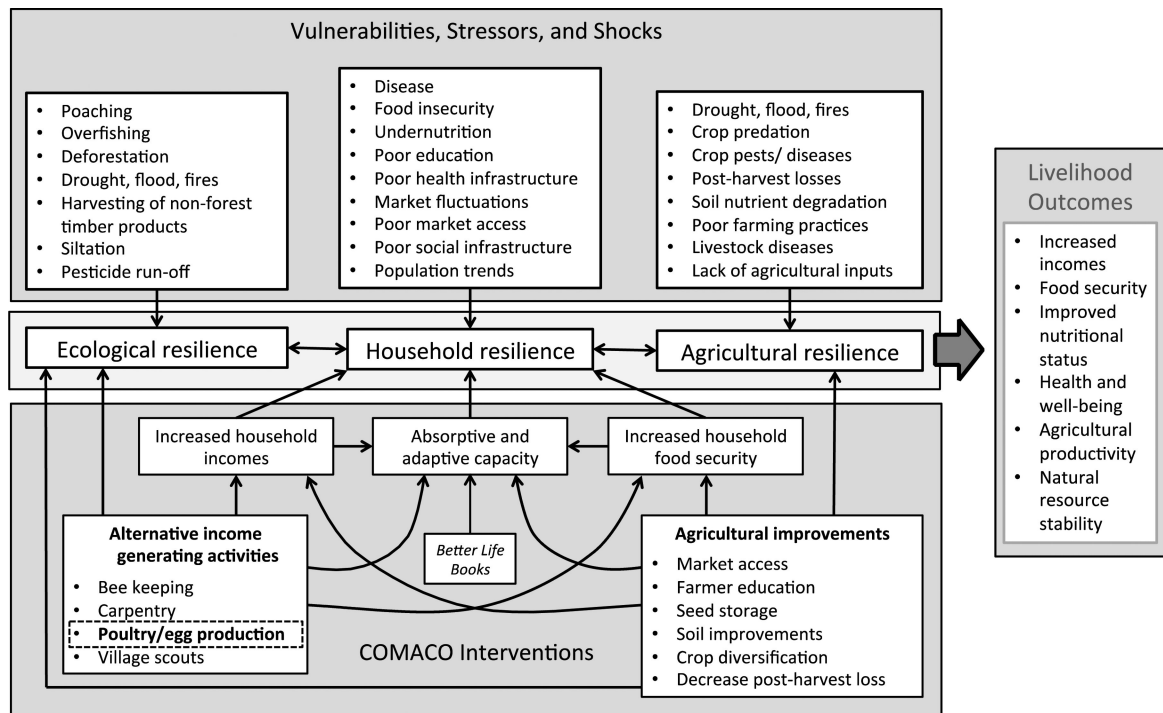 Vulnerabilities, Stressors, and Shocks
• Poaching
• Overfishing
• Deforestation
• Drought, flood, fires
• Harvesting of non-forest
timber products
• Siltation
• Pesticide run-off
• Disease
• Food insecurity
• Undernutrition
• Poor education
• Poor health infrastructure
• Market fluctuations
• Poor market access
• Poor social infrastructure
• Population trends
• Drought, flood, fires
• Crop predation
• Crop pests/ diseases
• Post-harvest losses
• Soil nutrient degradation
• Poor farming practices
• Livestock diseases
• Lack of agricultural inputs
Ecological resilience
Household resilience
Agricultural resilience
Livelihood
Outcomes
• Increased
incomes
• Food security
• Improved
nutritional
status
• Health and
well-being
• Agricultural
productivity
• Natural
resource
stability
Increased household
incomes
Absorptive and
adaptive capacity
Increased household
food security
Alternative income
generating activities
• Bee keeping
• Carpentry
• Poultry/egg production
• Village scouts
Better Life
Books
Agricultural improvements
• Market access
• Farmer education
• Seed storage
• Soil improvements
• Crop diversification
• Decrease post-harvest loss
COMACO Interventions